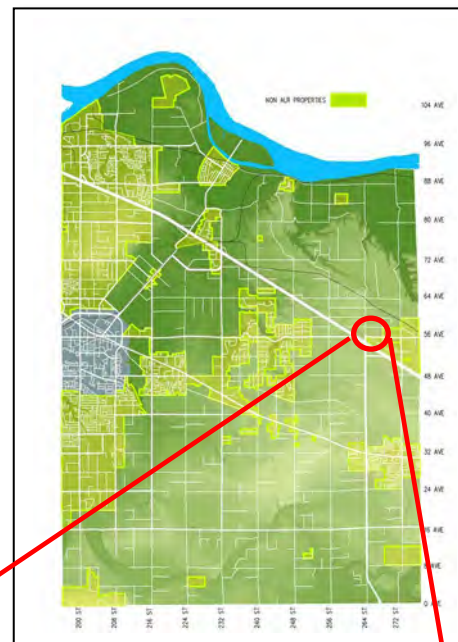 NON ALR PROPERTIES
104 AVE
96 AVE
88 AVE
80 AVE
72 AVE
64 AVE
56 AVE
48 AVE
40 AVE
32 AVE
24 AVE
16 AVE
8 AVE
0 AVE
200 ST
208 ST
216 ST
224 ST
232 ST
240 ST
248 ST
256 ST
264 ST
272 ST